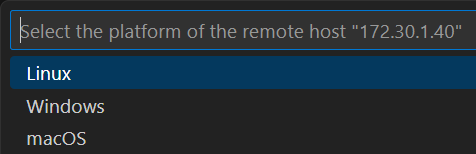 Select the platform of the remote host "172.30.1.40"
Linux
Windows
macOS